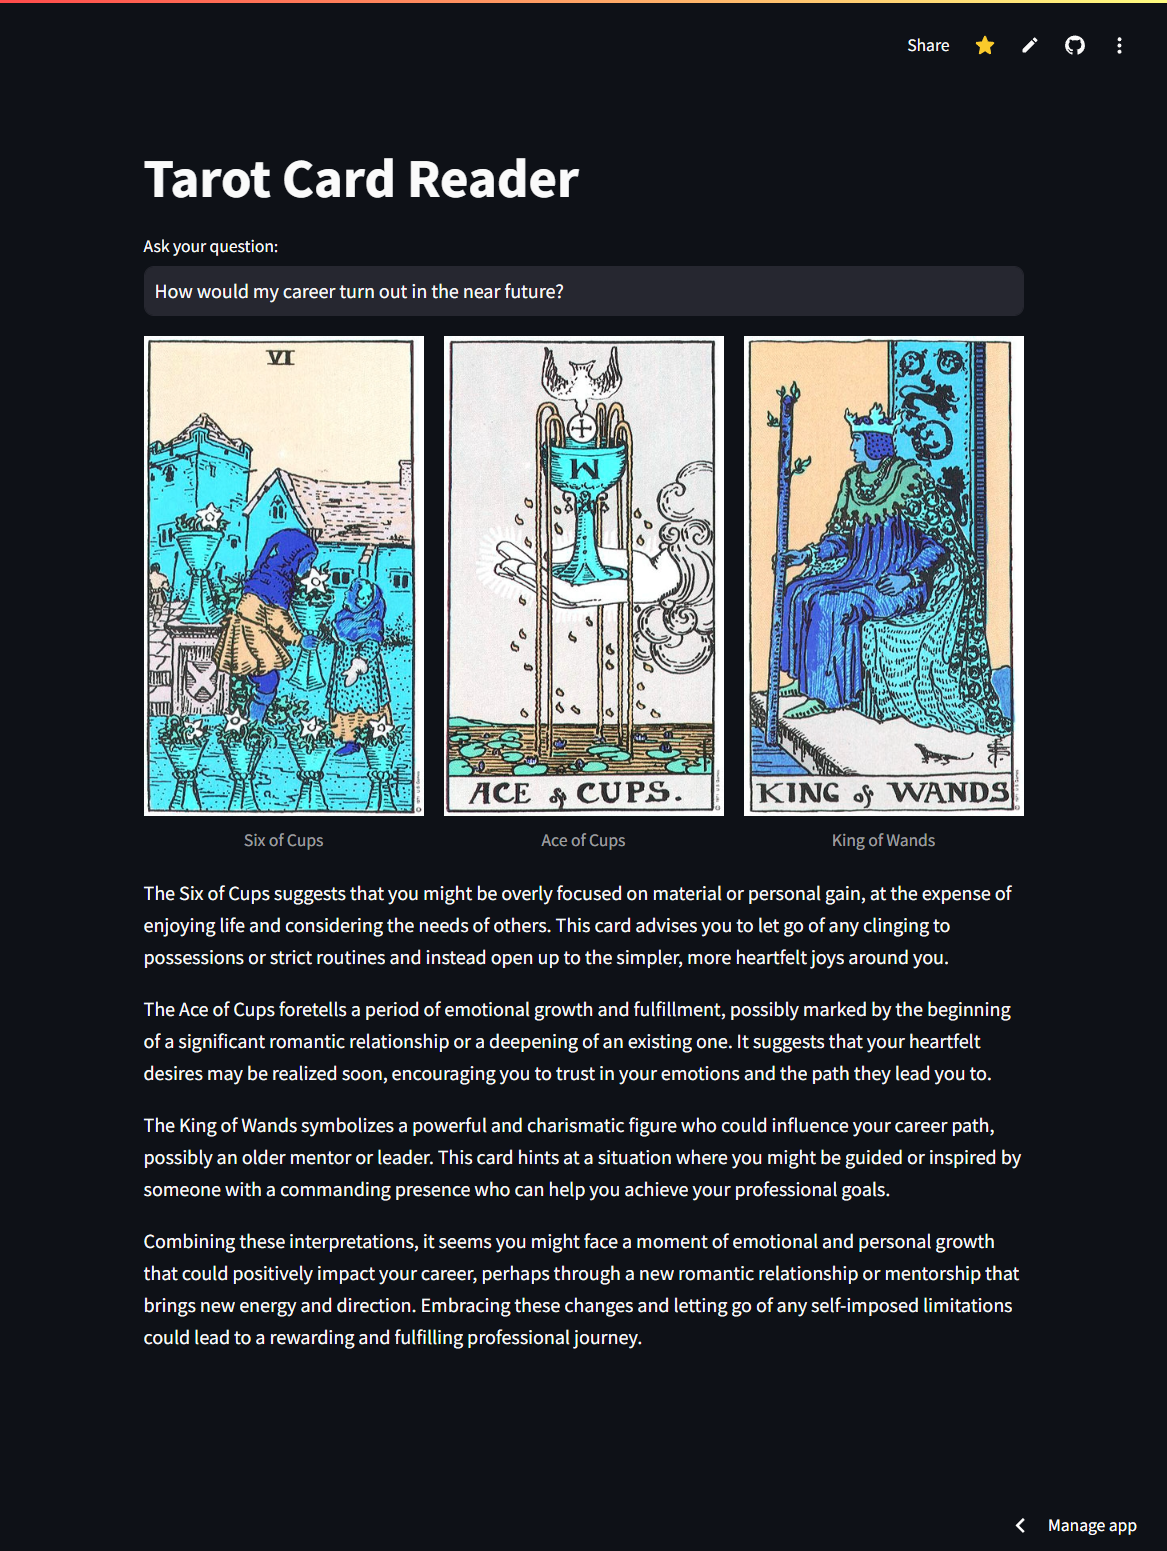 Share
Tarot Card Reader
Ask your question:
How would my career turn out in the near future?
VI
ACE of CUPS.
KING of WANDS
Six of Cups
Ace of Cups
King of Wands
The Six of Cups suggests that you might be overly focused on material or personal gain, at the expense of
enjoying life and considering the needs of others. This card advises you to let go of any clinging to
possessions or strict routines and instead open up to the simpler, more heartfelt joys around you.
The Ace of Cups foretells a period of emotional growth and fulfillment, possibly marked by the beginning
of a significant romantic relationship or a deepening of an existing one. It suggests that your heartfelt
desires may be realized soon, encouraging you to trust in your emotions and the path they lead you to.
The King of Wands symbolizes a powerful and charismatic figure who could influence your career path,
possibly an older mentor or leader. This card hints at a situation where you might be guided or inspired by
someone with a commanding presence who can help you achieve your professional goals.
Combining these interpretations, it seems you might face a moment of emotional and personal growth
that could positively impact your career, perhaps through a new romantic relationship or mentorship that
brings new energy and direction. Embracing these changes and letting go of any self-imposed limitations
could lead to a rewarding and fulfilling professional journey.
Manage app